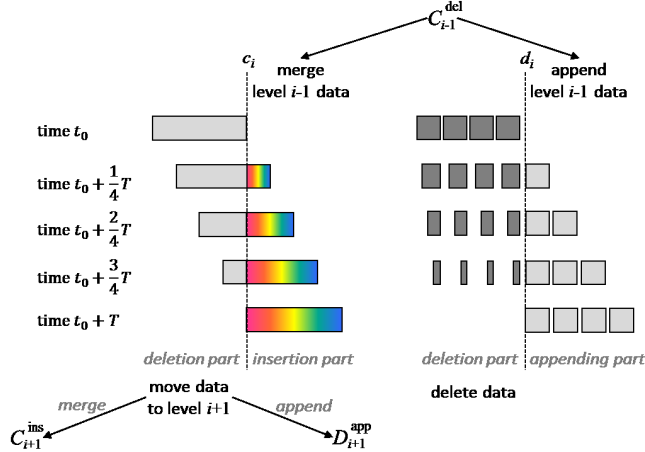 C_{i-1}^{del}
c_i
d_i
merge
level i-1 data
append
level i-1 data
time t_0
time t_0 + 1/4 T
time t_0 + 2/4 T
time t_0 + 3/4 T
time t_0 + T
deletion part
insertion part
deletion part
appending part
move data
to level i+1
delete data
merge
append
C_{i+1}^{ins}
D_{i+1}^{app}